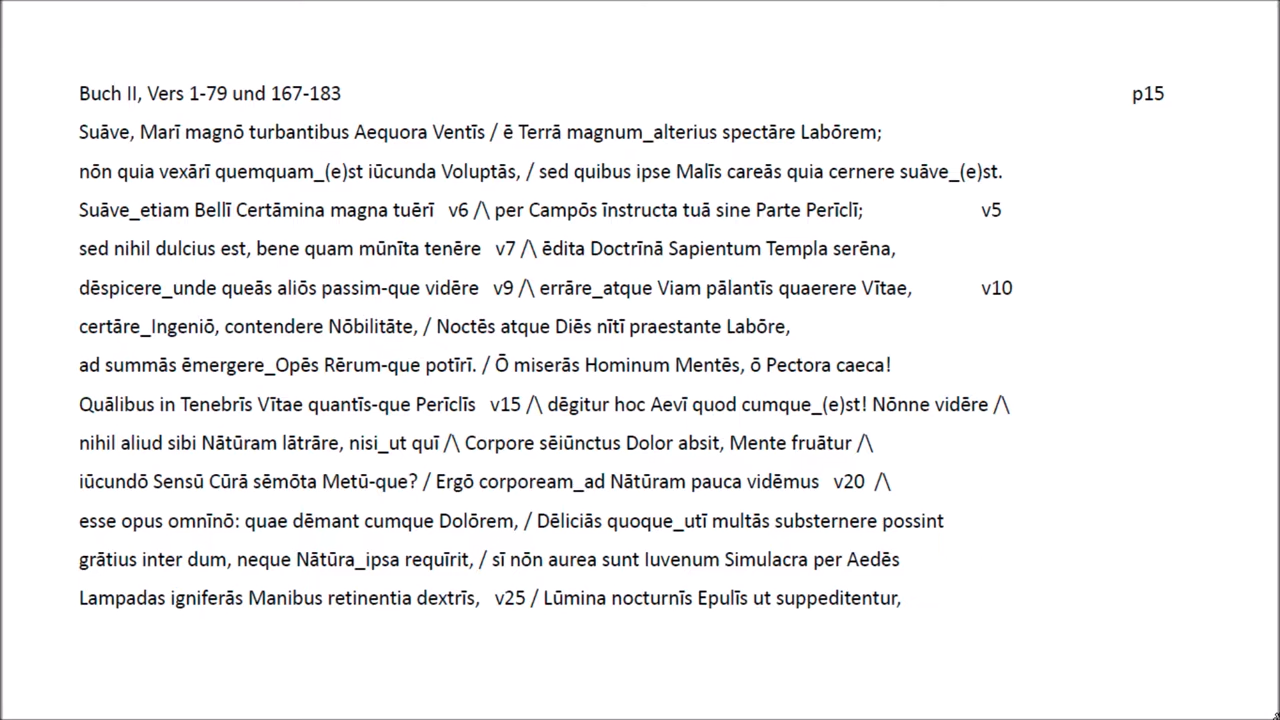 Buch II, Vers 1-79 und 167-183 p15
Suāve, Marī magnō turbantibus Aequora Ventīs / ē Terrā magnum_alterius spectāre Labōrem;
nōn quia vexārī quemquam_(e)st iūcunda Voluptās, / sed quibus ipse Malīs careās quia cernere suāve_(e)st.
Suāve_etiam Bellī Certāmina magna tuērī v6 /\ per Campōs īnstructa tuā sine Parte Perīclī; v5
sed nihil dulcius est, bene quam mūnīta tenēre v7 /\ ēdita Doctrīnā Sapientum Templa serēna,
dēspicere_unde queās aliōs passim-que vidēre v9 /\ errāre_atque Viam pālantīs quaerere Vītae, v10
certāre_Ingeniō, contendere Nōbilitāte, / Noctēs atque Diēs nītī praestante Labōre,
ad summās ēmergere_Opēs Rērum-que potīrī. / Ō miserās Hominum Mentēs, ō Pectora caeca!
Quālibus in Tenebrīs Vītae quantīs-que Perīclīs v15 /\ dēgitur hoc Aevī quod cumque_(e)st! Nōnne vidēre /\
nihil aliud sibi Nātūram lātrāre, nisi_ut quī /\ Corpore sēiūnctus Dolor absit, Mente fruātur /\
iūcundō Sensū Cūrā sēmōta Metū-que? / Ergō corpoream_ad Nātūram pauca vidēmus v20 /\
esse opus omnīnō: quae dēmant cumque Dolōrem, / Dēliciās quoque_utī multās substernere possint
grātius inter dum, neque Nātūra_ipsa requīrit, / sī nōn aurea sunt Iuvenum Simulacra per Aedēs
Lampadas igniferās Manibus retinentia dextrīs, v25 / Lūmina nocturnīs Epulīs ut suppeditentur,